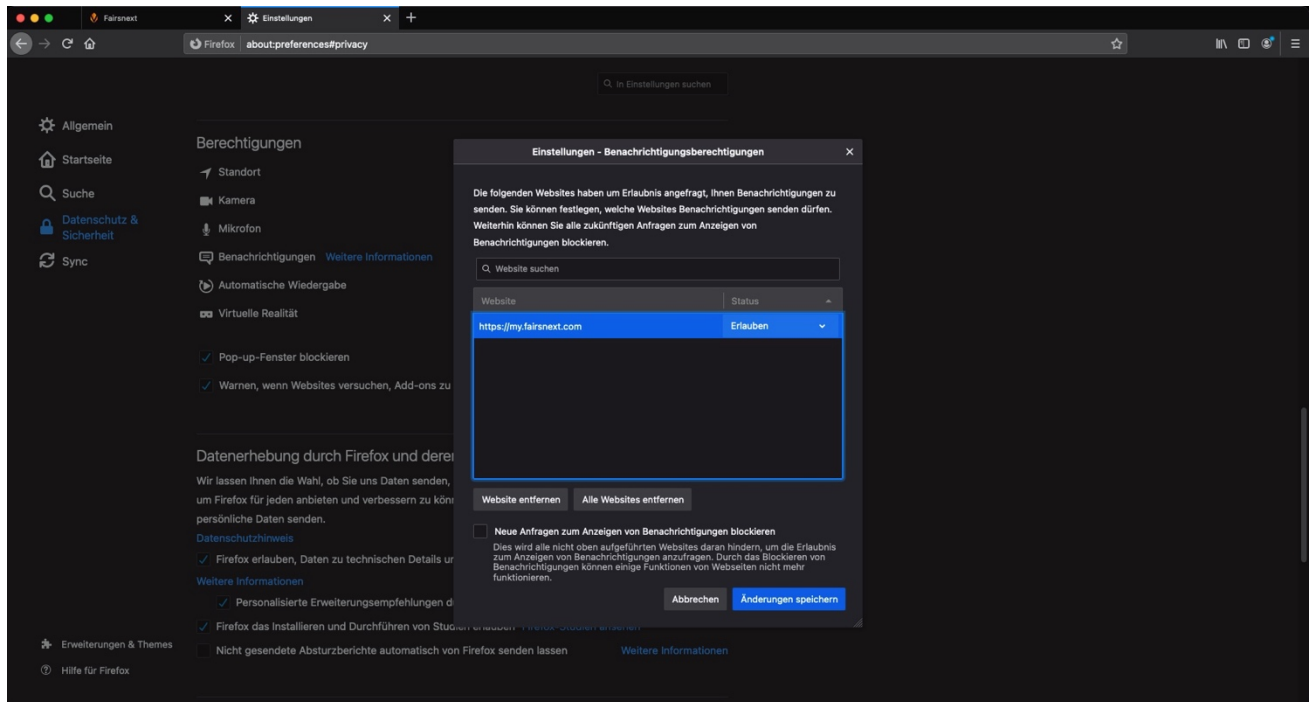 Fairsnext
Einstellungen
Firefox about:preferences#privacy
In Einstellungen suchen
Allgemein
Startseite
Suche
Datenschutz &
Sicherheit
Sync
Erweiterungen & Themes
Hilfe für Firefox
Berechtigungen
Standort
Kamera
Mikrofon
Benachrichtigungen Weitere Informationen
Automatische Wiedergabe
Virtuelle Realität
Pop-up-Fenster blockieren
Warnen, wenn Websites versuchen, Add-ons zu
Datenerhebung durch Firefox und deren
Wir lassen Ihnen die Wahl, ob Sie uns Daten senden,
um Firefox für jeden anbieten und verbessern zu
persönliche Daten senden.
Datenschutzhinweis
Firefox erlauben, Daten zu technischen Details
Weitere Informationen
Personalisierte Erweiterungsempfehlungen
Firefox das Installieren und Durchführen von Studien erlauben Firefox-Studien ansehen
Nicht gesendete Absturzberichte automatisch von Firefox senden lassen Weitere Informationen
Einstellungen - Benachrichtigungsberechtigungen
Die folgenden Websites haben um Erlaubnis angefragt, Ihnen Benachrichtigungen zu
senden. Sie können festlegen, welche Websites Benachrichtigungen senden dürfen.
Weiterhin können Sie alle zukünftigen Anfragen zum Anzeigen von
Benachrichtigungen blockieren.
Website suchen
Website Status
https://my.fairsnext.com Erlauben
Website entfernen Alle Websites entfernen
Neue Anfragen zum Anzeigen von Benachrichtigungen blockieren
Dies wird alle nicht oben aufgeführten Websites daran hindern, um die Erlaubnis
zum Anzeigen von Benachrichtigungen anzufragen. Durch das Blockieren von
Benachrichtigungen können einige Funktionen von Webseiten nicht mehr
funktionieren.
Abbrechen Änderungen speichern